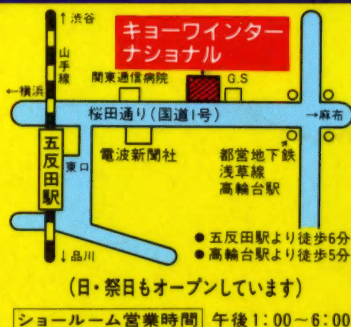 ↑渋谷
山手線
キョーワインター
ナショナル
←横浜
関東逓信病院
G.S
桜田通り(国道1号)
→麻布
五反田駅
東口
電波新聞社
都営地下鉄
浅草線
高輪台駅
↓品川
●五反田駅より徒歩6分
●高輪台駅より徒歩5分
(日・祭日もオープンしています)
ショールーム営業時間 午後1:00〜6:00